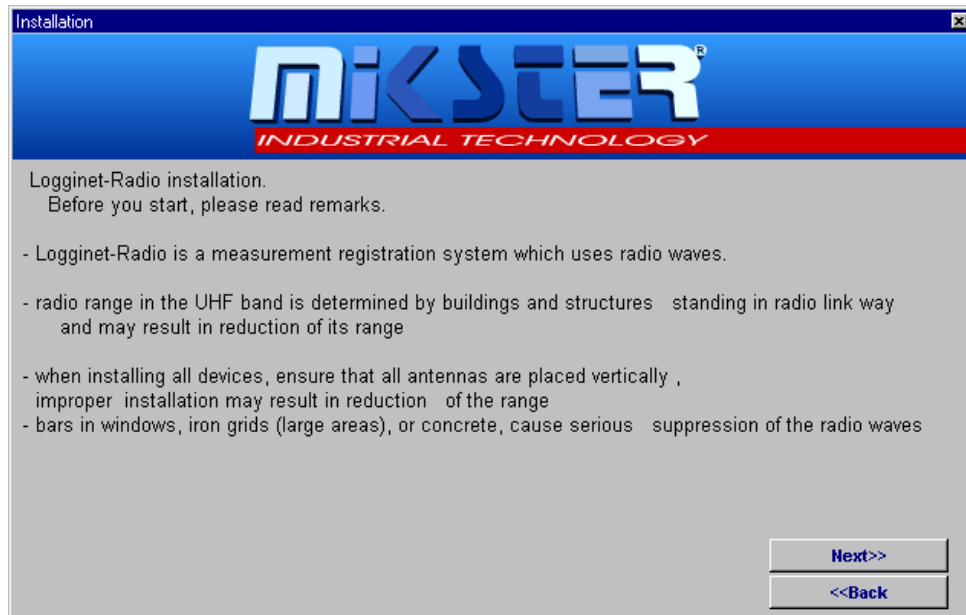 Installation
MiKSTER®
INDUSTRIAL TECHNOLOGY
Logginet-Radio installation.
Before you start, please read remarks.
- Logginet-Radio is a measurement registration system which uses radio waves.
- radio range in the UHF band is determined by buildings and structures standing in radio link way
and may result in reduction of its range
- when installing all devices, ensure that all antennas are placed vertically ,
improper installation may result in reduction of the range
- bars in windows, iron grids (large areas), or concrete, cause serious suppression of the radio waves
Next>>
<<Back